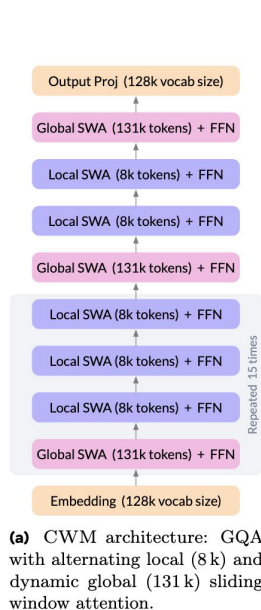 Output Proj (128k vocab size)
Global SWA (131k tokens) + FFN
Local SWA (8k tokens) + FFN
Local SWA (8k tokens) + FFN
Global SWA (131k tokens) + FFN
Local SWA (8k tokens) + FFN
Local SWA (8k tokens) + FFN
Local SWA (8k tokens) + FFN
Global SWA (131k tokens) + FFN
Repeated 15 times
Embedding (128k vocab size)
(a) CWM architecture: GQA
with alternating local (8 k) and
dynamic global (131 k) sliding
window attention.